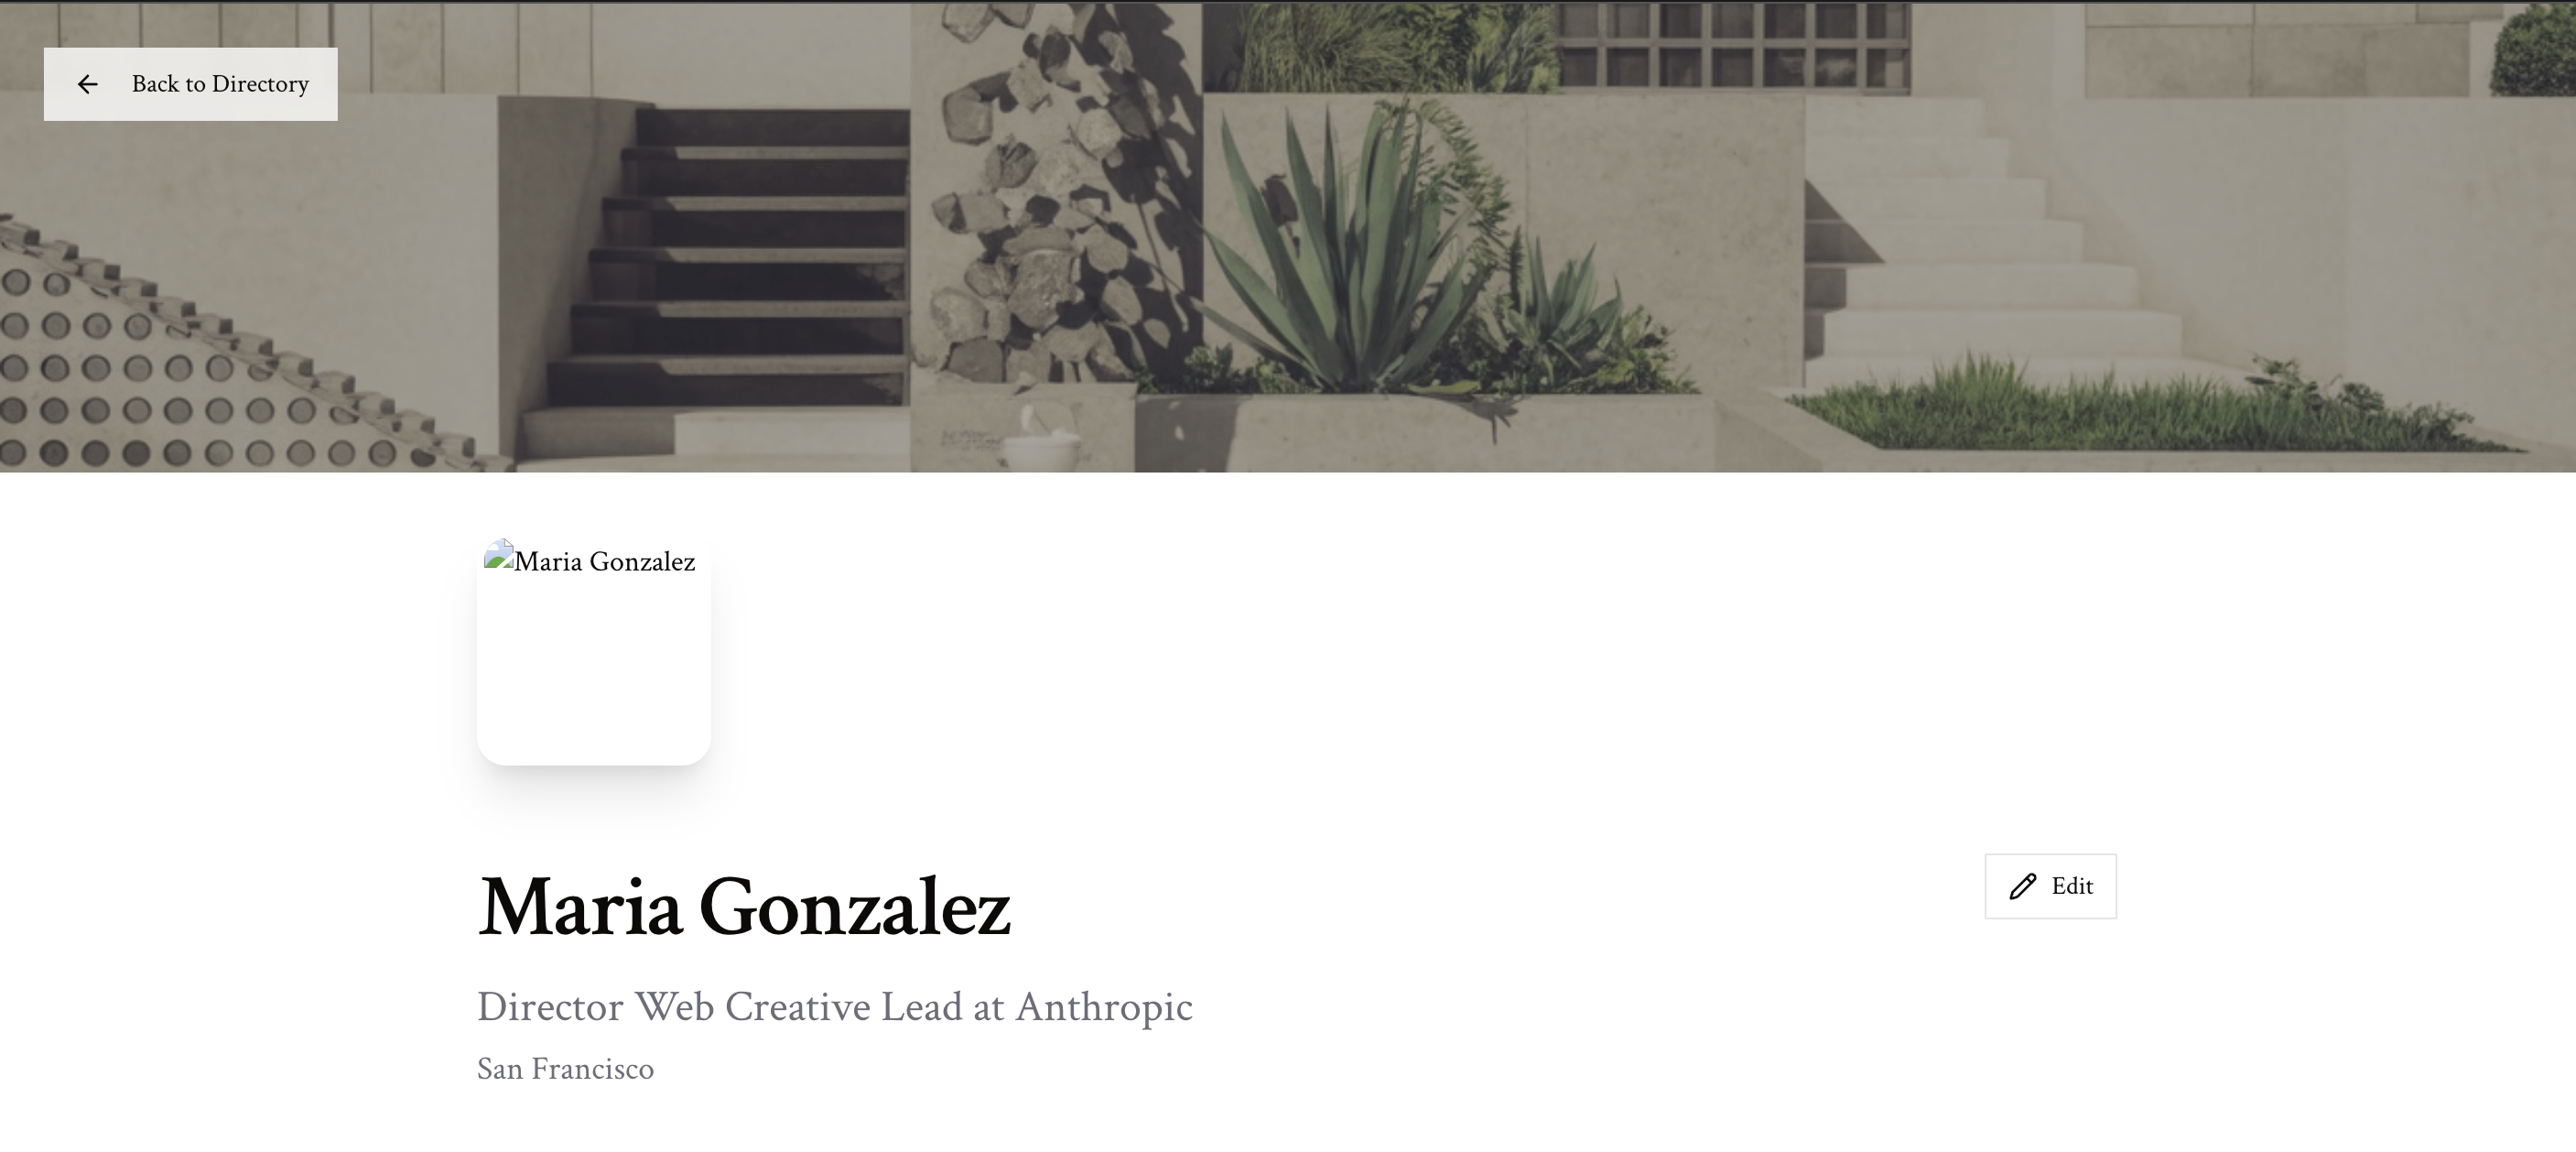 Back to Directory
Maria Gonzalez
Maria Gonzalez
Edit
Director Web Creative Lead at Anthropic
San Francisco